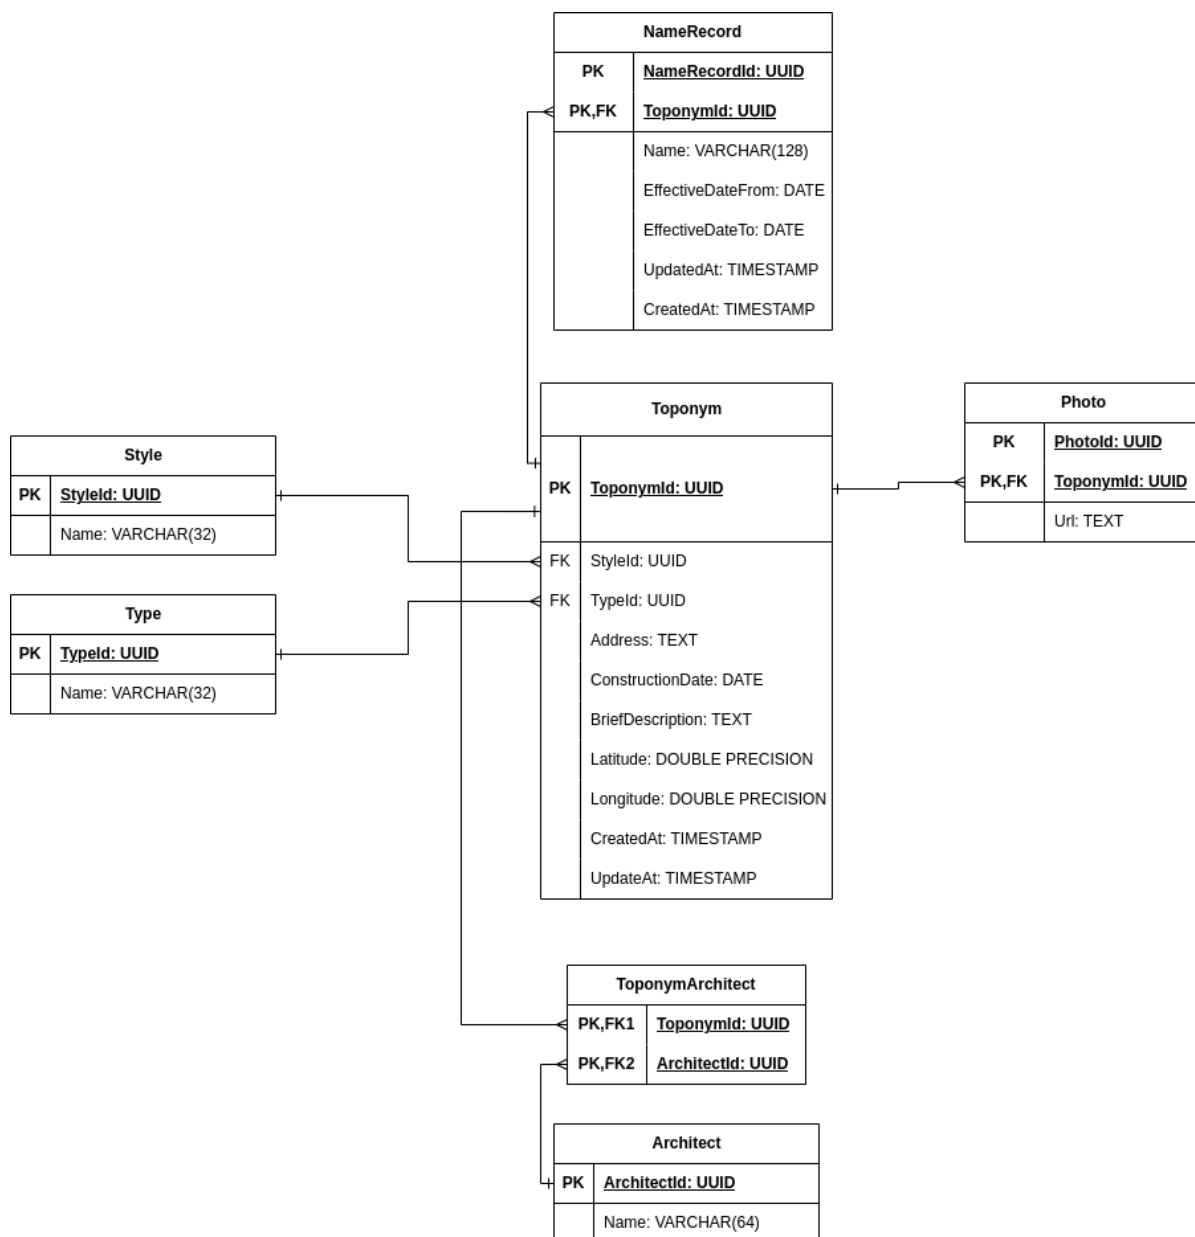 NameRecord
PK NameRecordId: UUID
PK,FK ToponymId: UUID
Name: VARCHAR(128)
EffectiveDateFrom: DATE
EffectiveDateTo: DATE
UpdatedAt: TIMESTAMP
CreatedAt: TIMESTAMP
Toponym
PK ToponymId: UUID
FK StyleId: UUID
FK TypeId: UUID
Address: TEXT
ConstructionDate: DATE
BriefDescription: TEXT
Latitude: DOUBLE PRECISION
Longitude: DOUBLE PRECISION
CreatedAt: TIMESTAMP
UpdateAt: TIMESTAMP
Photo
PK PhotoId: UUID
PK,FK ToponymId: UUID
Url: TEXT
Style
PK StyleId: UUID
Name: VARCHAR(32)
Type
PK TypeId: UUID
Name: VARCHAR(32)
ToponymArchitect
PK,FK1 ToponymId: UUID
PK,FK2 ArchitectId: UUID
Architect
PK ArchitectId: UUID
Name: VARCHAR(64)